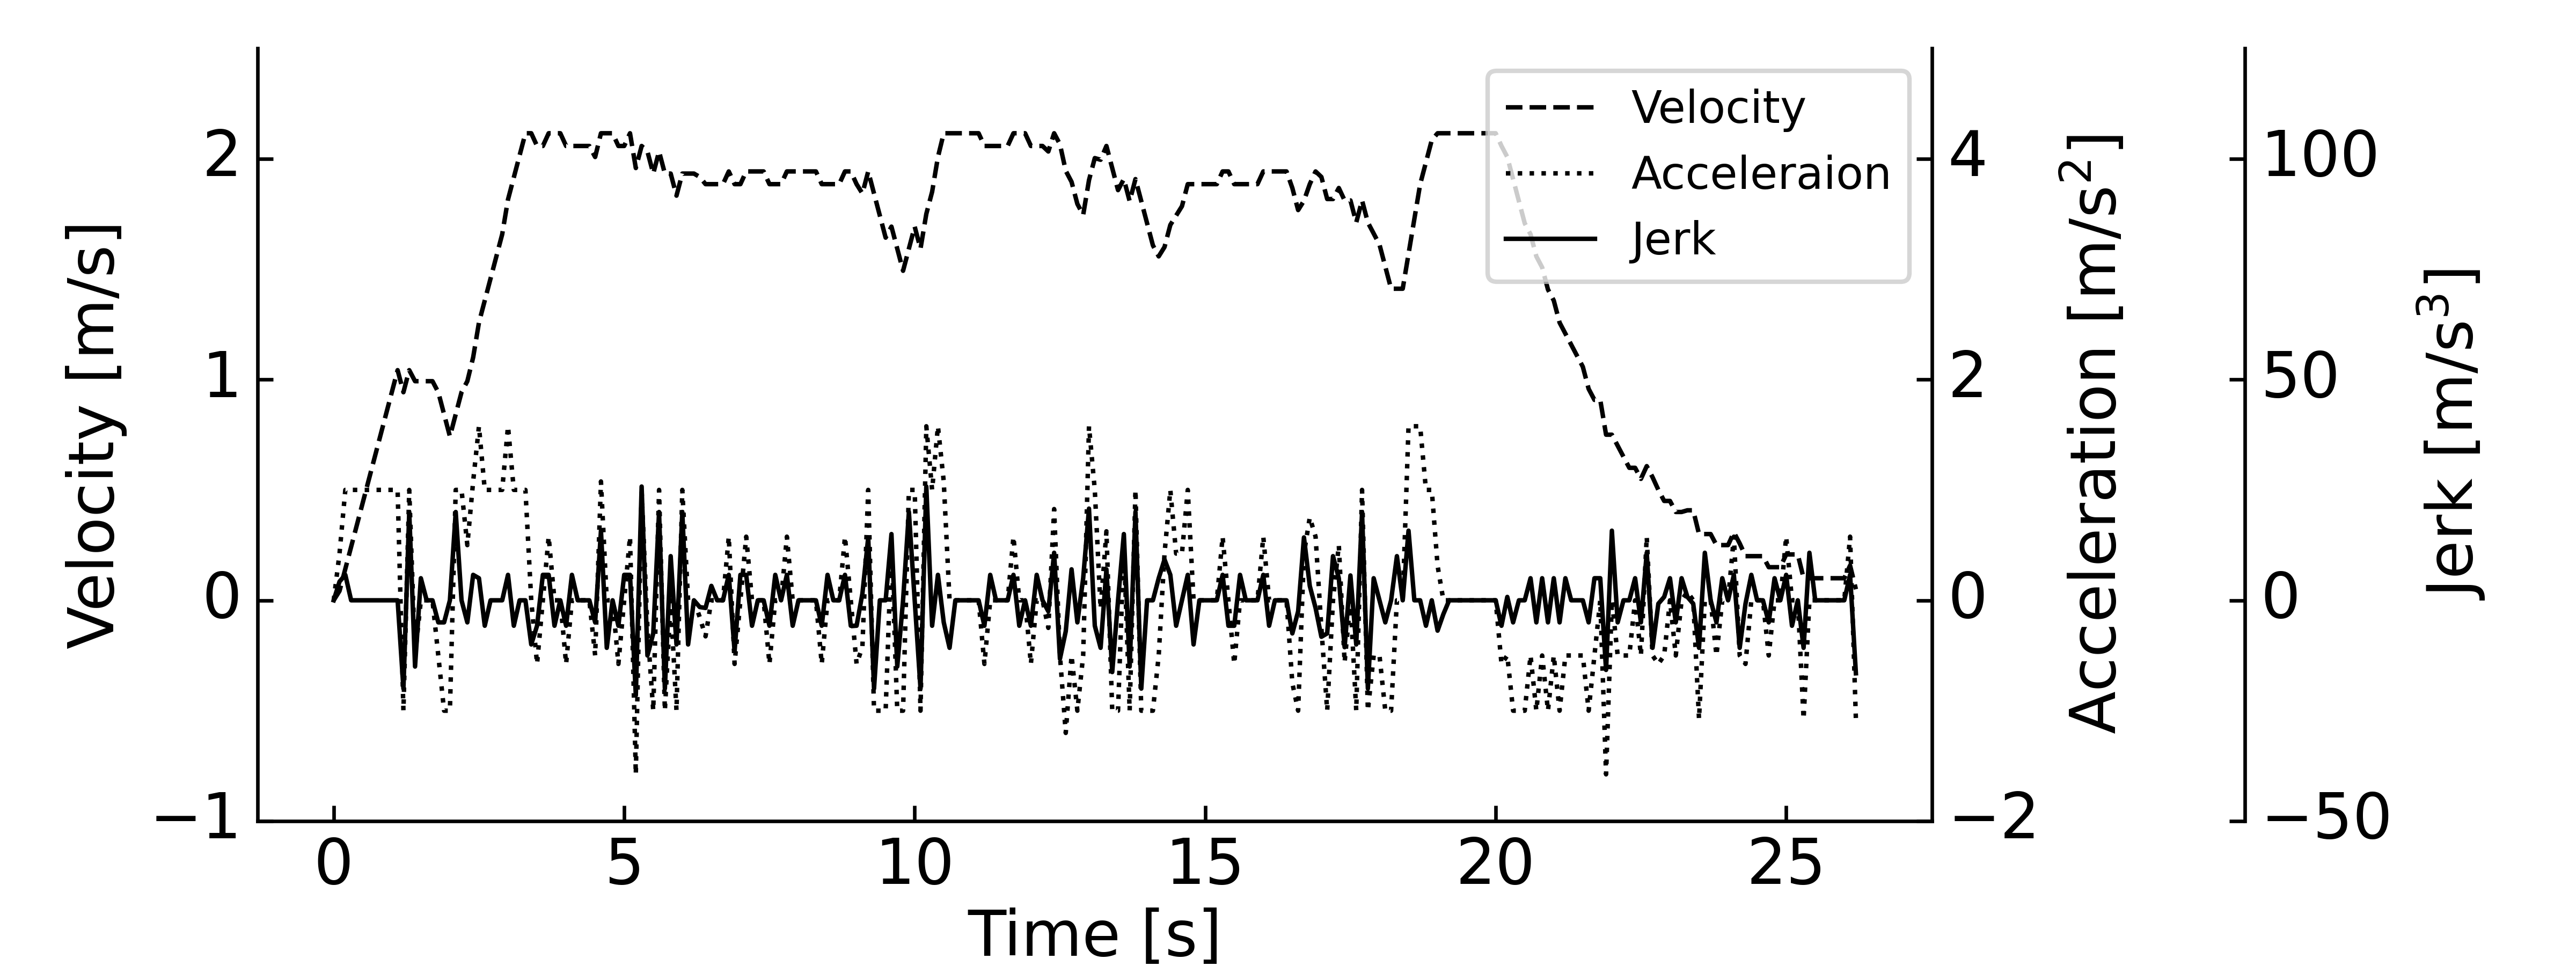 Velocity [m/s]
2
1
0
−1
0 5 10 15 20 25
Time [s]
Velocity
Acceleraion
Jerk
4
2
0
−2
Acceleration [m/s²]
100
50
0
−50
Jerk [m/s³]